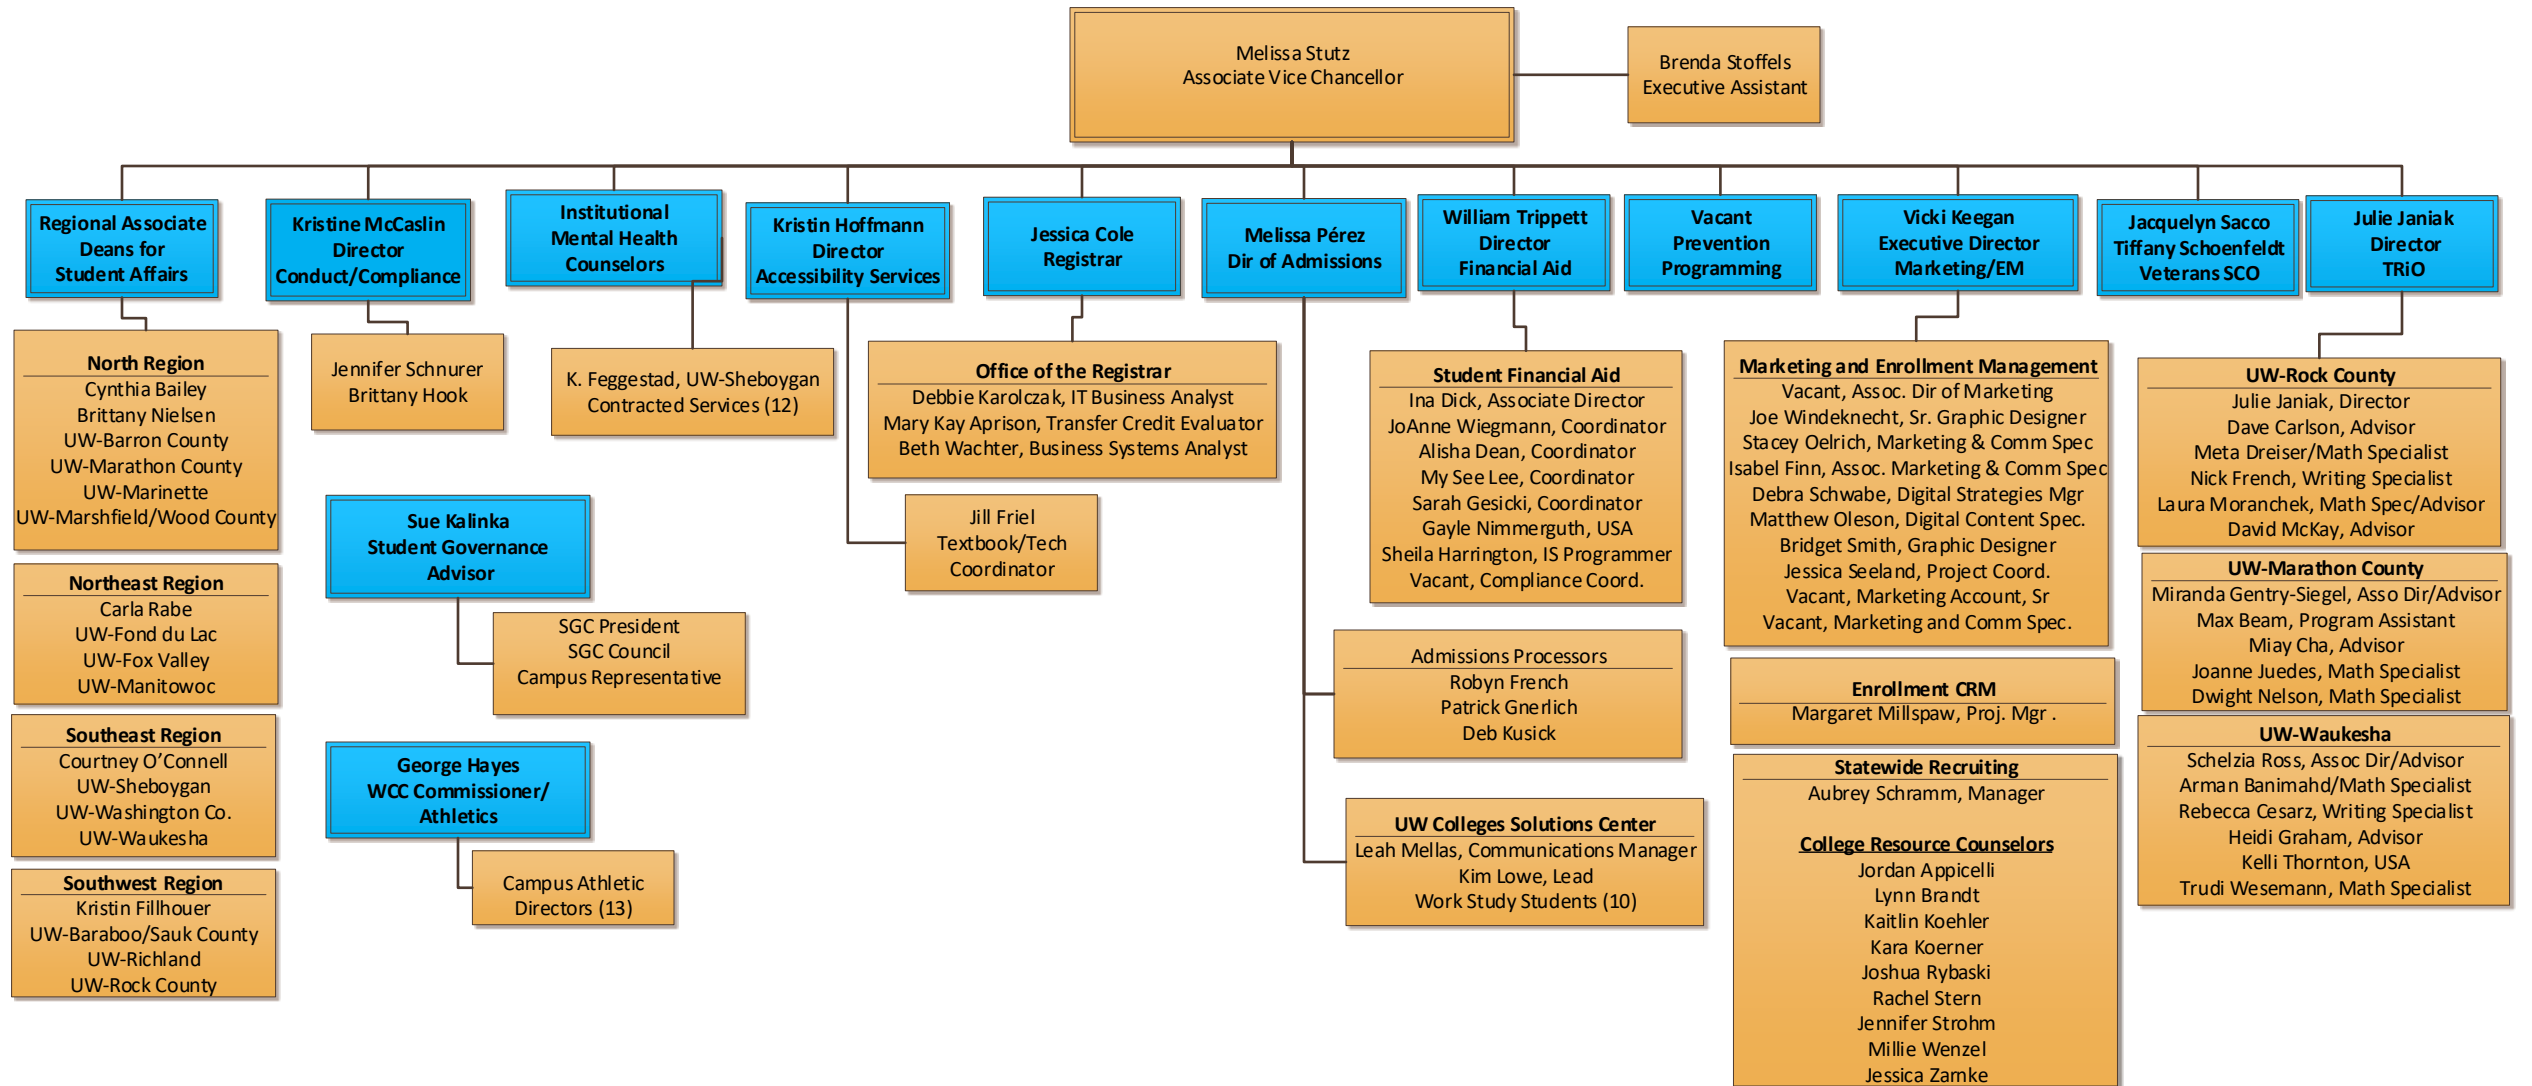 Melissa Stutz
Associate Vice Chancellor
Brenda Stoffels
Executive Assistant
Regional Associate
Deans for
Student Affairs
Kristine McCaslin
Director
Conduct/Compliance
Institutional
Mental Health
Counselors
Kristin Hoffmann
Director
Accessibility Services
Jessica Cole
Registrar
Melissa Pérez
Dir of Admissions
William Trippett
Director
Financial Aid
Vacant
Prevention
Programming
Vicki Keegan
Executive Director
Marketing/EM
Jacquelyn Sacco
Tiffany Schoenfeldt
Veterans SCO
Julie Janiak
Director
TRiO
North Region
Cynthia Bailey
Brittany Nielsen
UW-Barron County
UW-Marathon County
UW-Marinette
UW-Marshfield/Wood County
Northeast Region
Carla Rabe
UW-Fond du Lac
UW-Fox Valley
UW-Manitowoc
Southeast Region
Courtney O’Connell
UW-Sheboygan
UW-Washington Co.
UW-Waukesha
Southwest Region
Kristin Fillhouer
UW-Baraboo/Sauk County
UW-Richland
UW-Rock County
Jennifer Schnurer
Brittany Hook
Sue Kalinka
Student Governance
Advisor
SGC President
SGC Council
Campus Representative
George Hayes
WCC Commissioner/
Athletics
Campus Athletic
Directors (13)
K. Feggestad, UW-Sheboygan
Contracted Services (12)
Office of the Registrar
Debbie Karolczak, IT Business Analyst
Mary Kay Aprison, Transfer Credit Evaluator
Beth Wachter, Business Systems Analyst
Jill Friel
Textbook/Tech
Coordinator
Student Financial Aid
Ina Dick, Associate Director
JoAnne Wiegmann, Coordinator
Alisha Dean, Coordinator
My See Lee, Coordinator
Sarah Gesicki, Coordinator
Gayle Nimmerguth, USA
Sheila Harrington, IS Programmer
Vacant, Compliance Coord.
Admissions Processors
Robyn French
Patrick Gnerlich
Deb Kusick
UW Colleges Solutions Center
Leah Mellas, Communications Manager
Kim Lowe, Lead
Work Study Students (10)
Marketing and Enrollment Management
Vacant, Assoc. Dir of Marketing
Joe Windeknecht, Sr. Graphic Designer
Stacey Oelrich, Marketing & Comm Spec
Isabel Finn, Assoc. Marketing & Comm Spec
Debra Schwabe, Digital Strategies Mgr
Matthew Oleson, Digital Content Spec.
Bridget Smith, Graphic Designer
Jessica Seeland, Project Coord.
Vacant, Marketing Account, Sr
Vacant, Marketing and Comm Spec.
Enrollment CRM
Margaret Millspaw, Proj. Mgr .
Statewide Recruiting
Aubrey Schramm, Manager
College Resource Counselors
Jordan Appicelli
Lynn Brandt
Kaitlin Koehler
Kara Koerner
Joshua Rybaski
Rachel Stern
Jennifer Strohm
Millie Wenzel
Jessica Zamke
UW-Rock County
Julie Janiak, Director
Dave Carlson, Advisor
Meta Dreiser/Math Specialist
Nick French, Writing Specialist
Laura Moranchek, Math Spec/Advisor
David McKay, Advisor
UW-Marathon County
Miranda Gentry-Siegel, Asso Dir/Advisor
Max Beam, Program Assistant
Miay Cha, Advisor
Joanne Juedes, Math Specialist
Dwight Nelson, Math Specialist
UW-Waukesha
Schelzia Ross, Assoc Dir/Advisor
Arman Banimahd/Math Specialist
Rebecca Cesarz, Writing Specialist
Heidi Graham, Advisor
Kelli Thornton, USA
Trudi Wesemann, Math Specialist